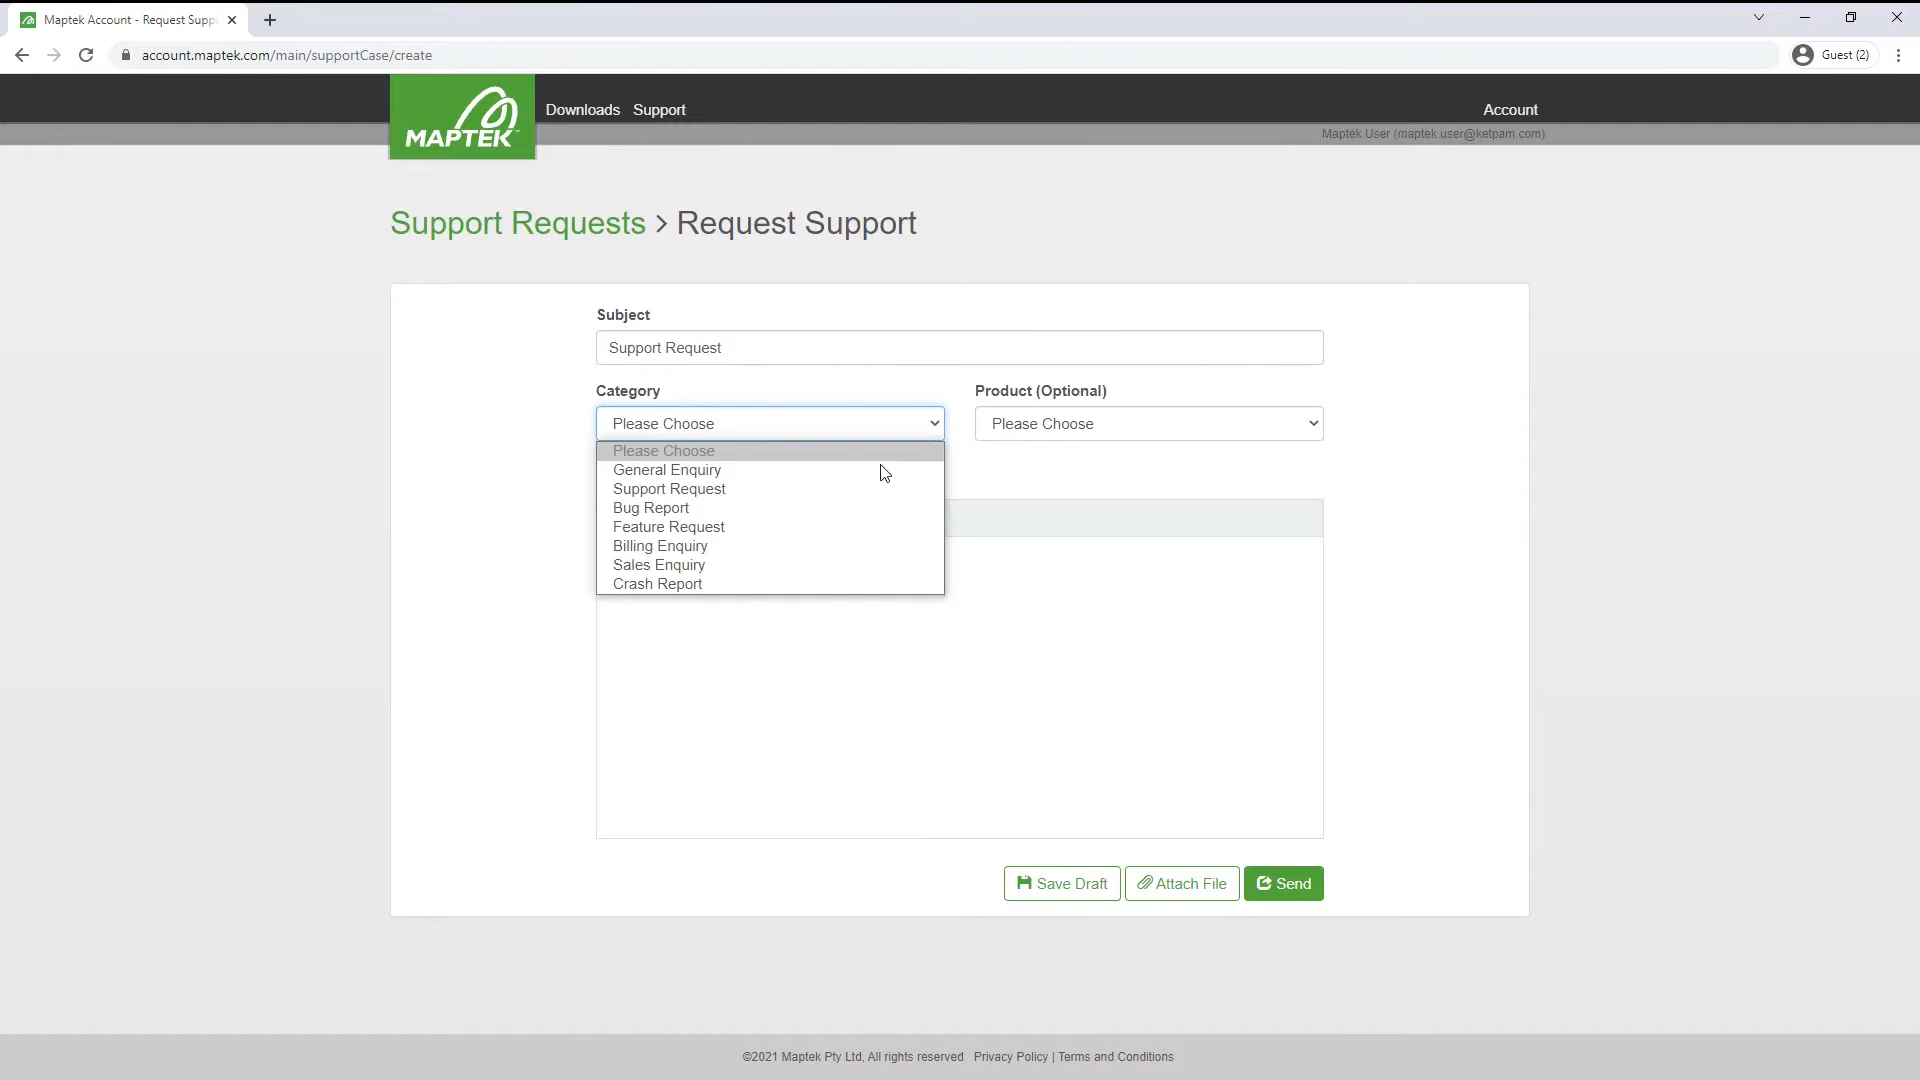 Maptek Account - Request Supp
account.maptek.com/main/supportCase/create
Guest (2)
MAPTEK
Downloads Support
Account
Maptek User (maptek.user@ketpam.com)
Support Requests > Request Support
Subject
Support Request
Category
Product (Optional)
Please Choose
Please Choose
Please Choose
General Enquiry
Support Request
Bug Report
Feature Request
Billing Enquiry
Sales Enquiry
Crash Report
Save Draft
Attach File
Send
©2021 Maptek Pty Ltd, All rights reserved Privacy Policy | Terms and Conditions